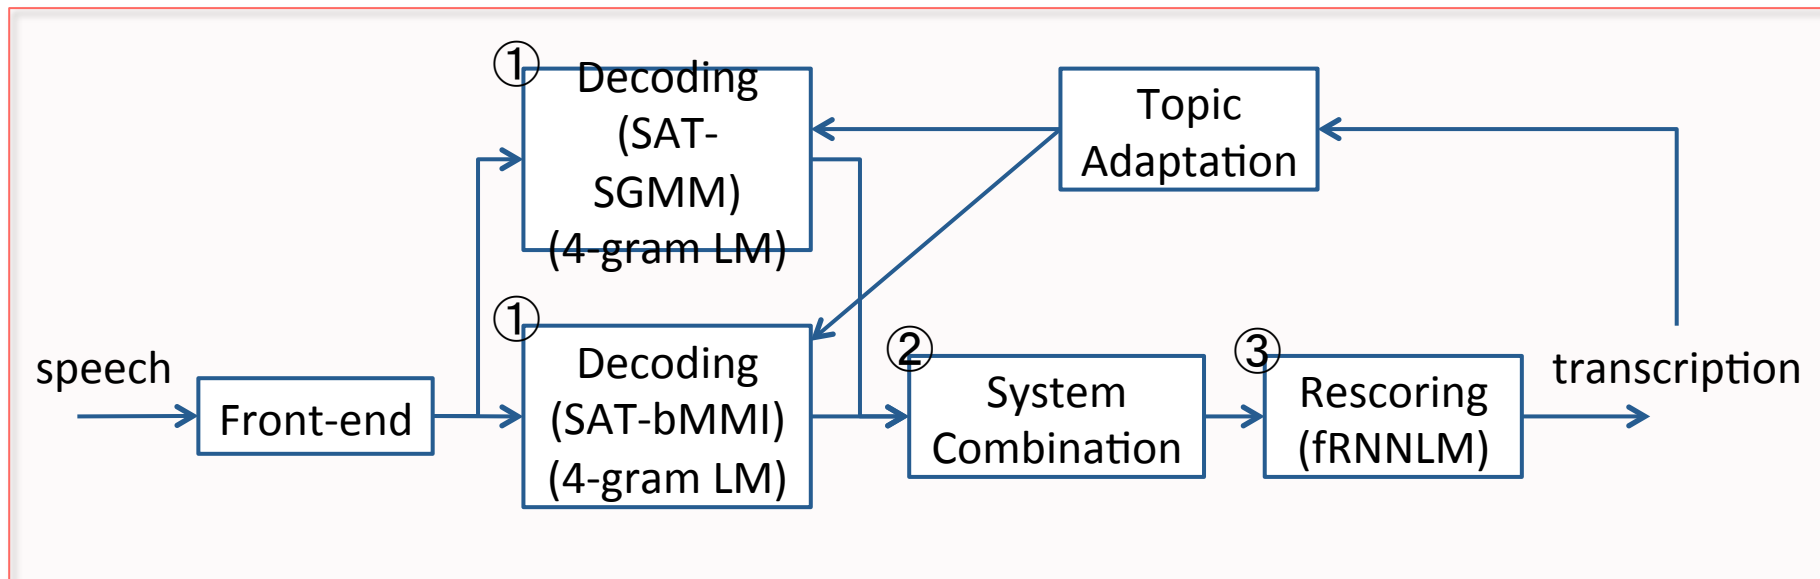 ①
Decoding
(SAT-
SGMM)
(4-gram LM)
Topic
Adaptation
speech
Front-end
①
Decoding
(SAT-bMMI)
(4-gram LM)
②
System
Combination
③
Rescoring
(fRNNLM)
transcription